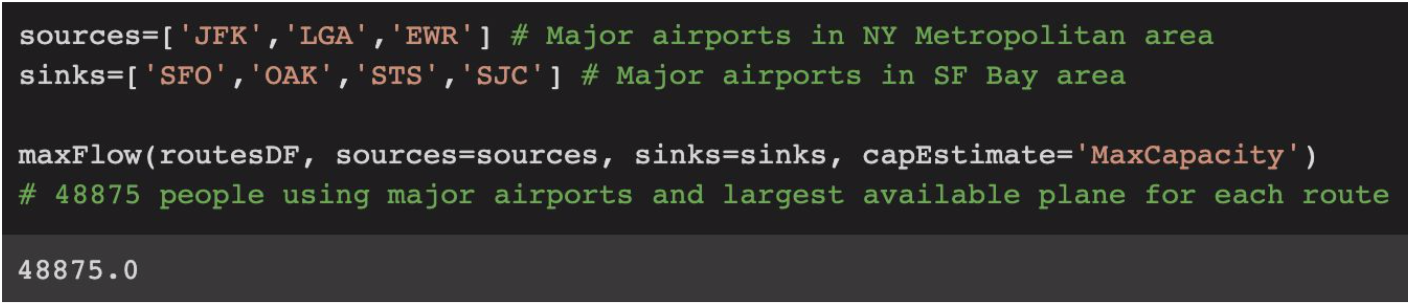 sources=['JFK','LGA','EWR'] # Major airports in NY Metropolitan area
sinks=['SFO','OAK','STS','SJC'] # Major airports in SF Bay area
maxFlow(routesDF, sources=sources, sinks=sinks, capEstimate='MaxCapacity')
# 48875 people using major airports and largest available plane for each route
48875.0